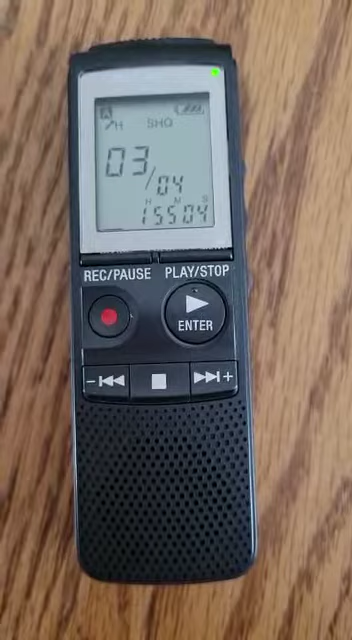 A
H SHQ
03/04
H M S
15504
REC/PAUSE PLAY/STOP
ENTER
- +